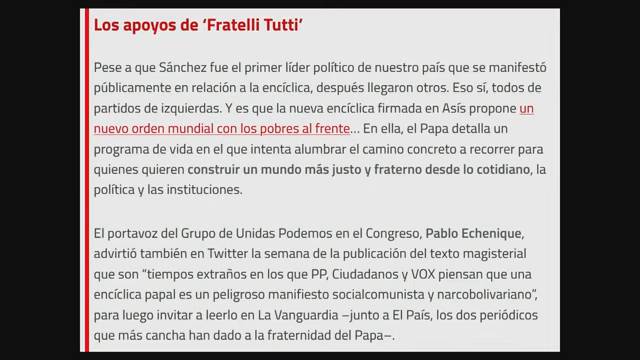 Los apoyos de ‘Fratelli Tutti’
Pese a que Sánchez fue el primer líder político de nuestro país que se manifestó
públicamente en relación a la encíclica, después llegaron otros. Eso sí, todos de
partidos de izquierdas. Y es que la nueva encíclica firmada en Asís propone un
nuevo orden mundial con los pobres al frente… En ella, el Papa detalla un
programa de vida en el que intenta alumbrar el camino concreto a recorrer para
quienes quieren construir un mundo más justo y fraterno desde lo cotidiano, la
política y las instituciones.
El portavoz del Grupo de Unidas Podemos en el Congreso, Pablo Echenique,
advirtió también en Twitter la semana de la publicación del texto magisterial
que son “tiempos extraños en los que PP, Ciudadanos y VOX piensan que una
encíclica papal es un peligroso manifiesto socialcomunista y narcobolivariano”,
para luego invitar a leerlo en La Vanguardia –junto a El País, los dos periódicos
que más cancha han dado a la fraternidad del Papa–.